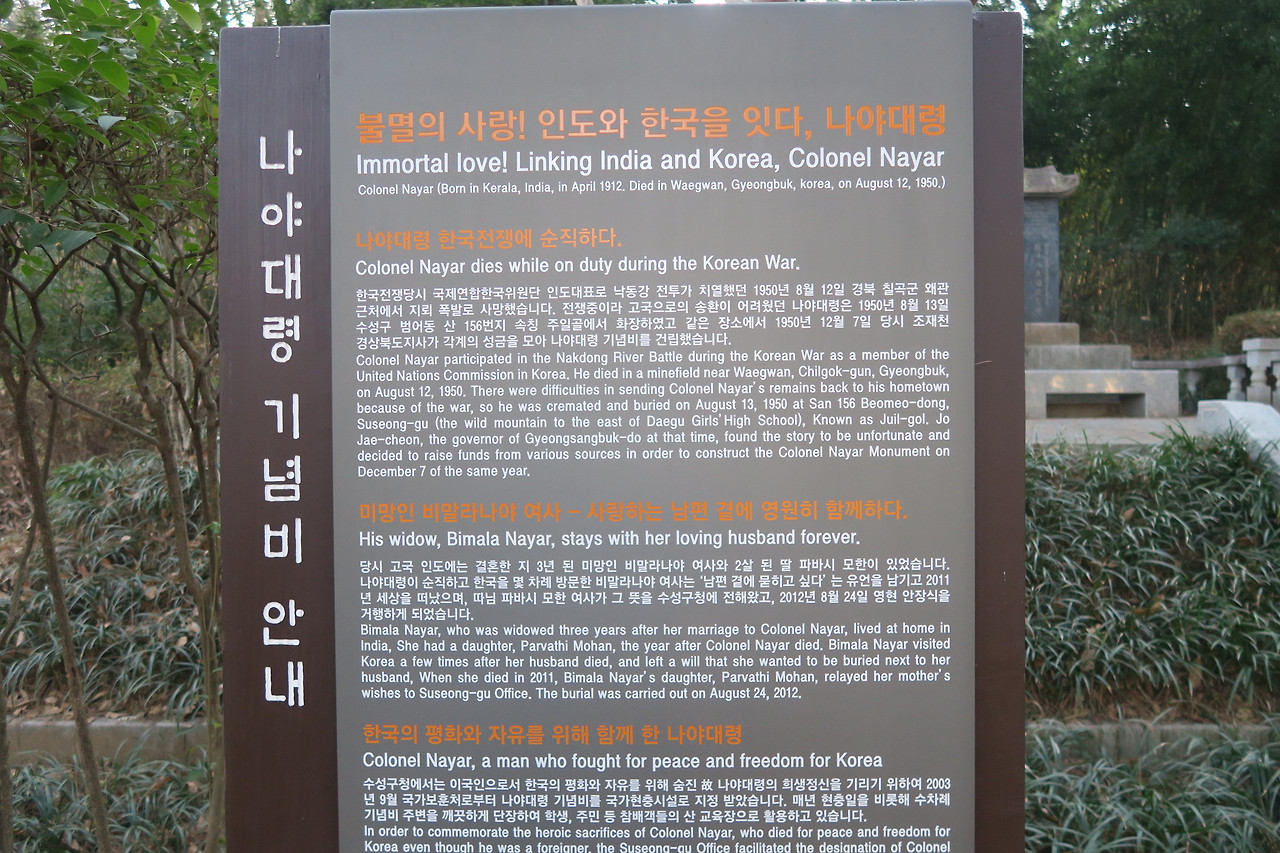 나야대령 기념비 안내
불멸의 사랑! 인도와 한국을 잇다, 나야대령
Immortal love! Linking India and Korea, Colonel Nayar
Colonel Nayar (Born in Kerala, India, in April 1912. Died in Waegwan, Gyeongbuk, korea, on August 12, 1950.)
나야대령 한국전쟁에 순직하다.
Colonel Nayar dies while on duty during the Korean War.
한국전쟁당시 국제연합한국위원단 인도대표로 낙동강 전투가 치열했던 1950년 8월 12일 경북 칠곡군 왜관
근처에서 지뢰 폭발로 사망했습니다. 전쟁중이라 고국으로의 송환이 어려웠던 나야대령은 1950년 8월 13일
수성구 범어동 산 156번지 속칭 주일골에서 화장하였고 같은 장소에서 1950년 12월 7일 당시 조재천
경상북도지사가 각계의 성금을 모아 나야대령 기념비를 건립했습니다.
Colonel Nayar participated in the Nakdong River Battle during the Korean War as a member of the
United Nations Commission in Korea. He died in a minefield near Waegwan, Chilgok-gun, Gyeongbuk,
on August 12, 1950. There were difficulties in sending Colonel Nayar's remains back to his hometown
because of the war, so he was cremated and buried on August 13, 1950 at San 156 Beomeo-dong,
Suseong-gu (the wild mountain to the east of Daegu Girls' High School), Known as Juil-gol. Jo
Jae-cheon, the governor of Gyeongsangbuk-do at that time, found the story to be unfortunate and
decided to raise funds from various sources in order to construct the Colonel Nayar Monument on
December 7 of the same year.
미망인 비말라나야 여사 - 사랑하는 남편 곁에 영원히 함께하다.
His widow, Bimala Nayar, stays with her loving husband forever.
당시 고국 인도에는 결혼한 지 3년 된 미망인 비말라나야 여사와 2살 된 딸 파바시 모한이 있었습니다.
나야대령이 순직하고 한국을 몇 차례 방문한 비말라나야 여사는 '남편 곁에 묻히고 싶다' 는 유언을 남기고 2011
년 세상을 떠났으며, 따님 파바시 모한 여사가 그 뜻을 수성구청에 전해왔고, 2012년 8월 24일 영현 안장식을
거행하게 되었습니다.
Bimala Nayar, who was widowed three years after her marriage to Colonel Nayar, lived at home in
India, She had a daughter, Parvathi Mohan, the year after Colonel Nayar died. Bimala Nayar visited
Korea a few times after her husband died, and left a will that she wanted to be buried next to her
husband, When she died in 2011, Bimala Nayar's daughter, Parvathi Mohan, relayed her mother's
wishes to Suseong-gu Office. The burial was carried out on August 24, 2012.
한국의 평화와 자유를 위해 함께 한 나야대령
Colonel Nayar, a man who fought for peace and freedom for Korea
수성구청에서는 이국인으로서 한국의 평화와 자유를 위해 숨진 故 나야대령의 희생정신을 기리기 위하여 2003
년 9월 국가보훈처로부터 나야대령 기념비를 국가현충시설로 지정 받았습니다. 매년 현충일을 비롯해 수차례
기념비 주변을 깨끗하게 단장하여 학생, 주민 등 참배객들의 산 교육장으로 활용하고 있습니다.
In order to commemorate the heroic sacrifices of Colonel Nayar, who died for peace and freedom for
Korea even though he was a foreigner, the Suseong-gu Office facilitated the designation of Colonel